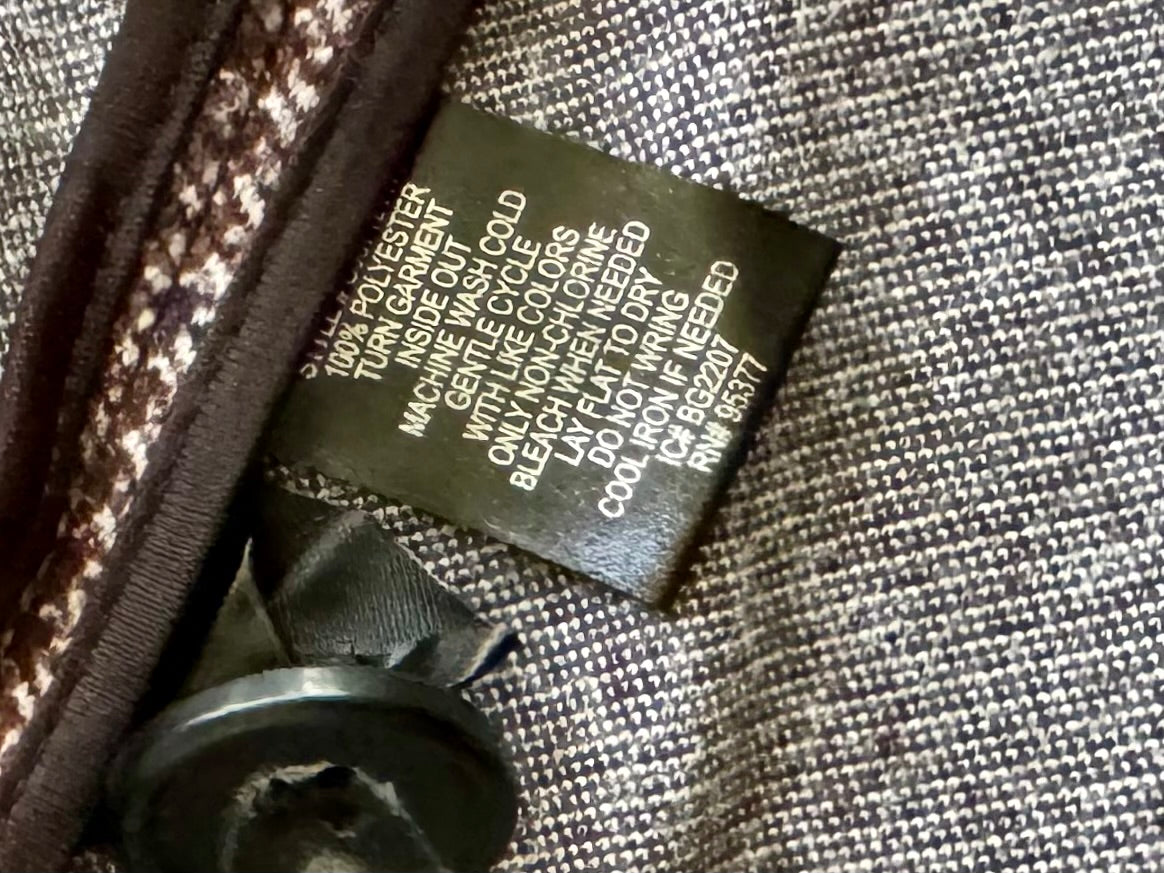 100% POLYESTER
TURN GARMENT
INSIDE OUT
MACHINE WASH COLD
GENTLE CYCLE
WITH LIKE COLORS
ONLY NON-CHLORINE
BLEACH WHEN NEEDED
LAY FLAT TO DRY
DO NOT WRING
COOL IRON IF NEEDED
IC# BG2207
RN# 95377